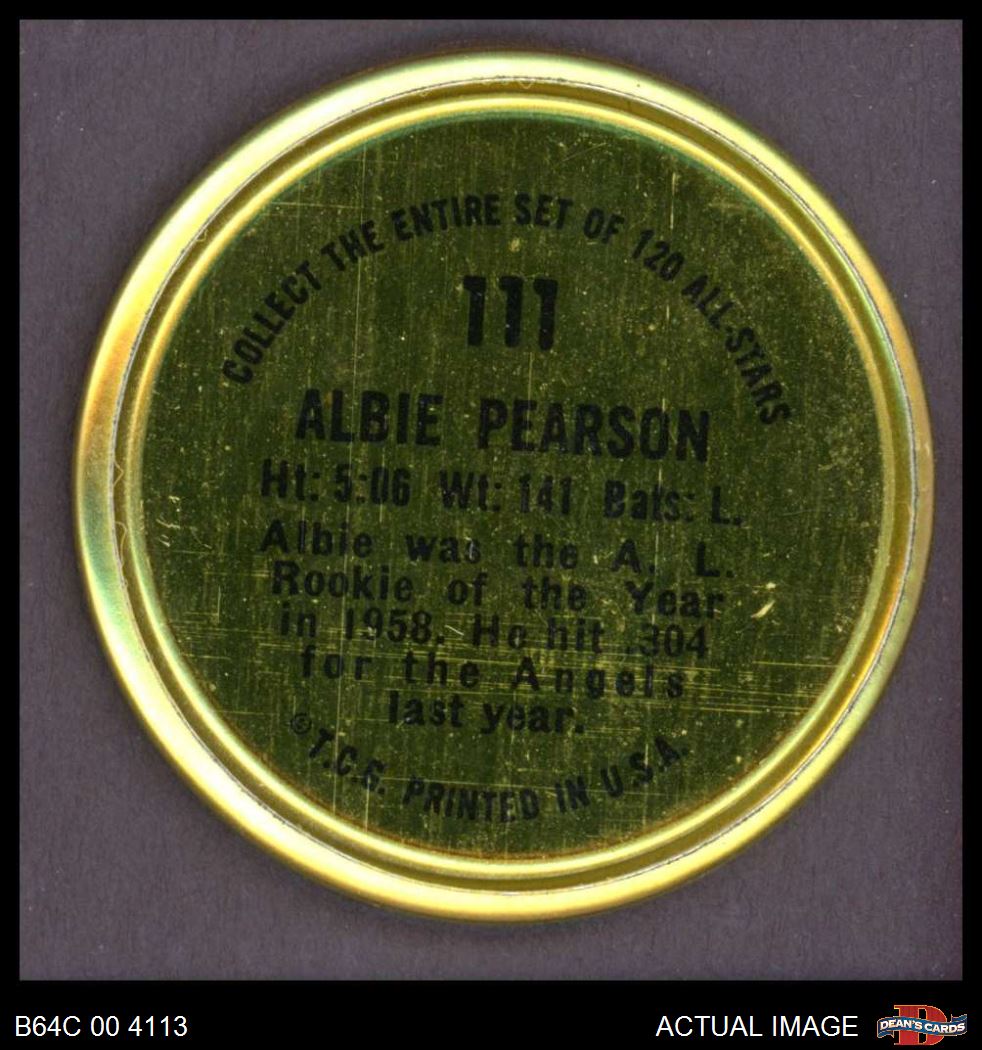 COLLECT THE ENTIRE SET OF 120 ALL-STARS
111
ALBIE PEARSON
Ht: 5:06 Wt: 141 Bats: L.
Albie was the A. L.
Rookie of the Year
in 1958. He hit .304
for the Angels
last year.
© T.C.G. PRINTED IN U.S.A.
B64C 00 4113
ACTUAL IMAGE
DEAN'S CARDS